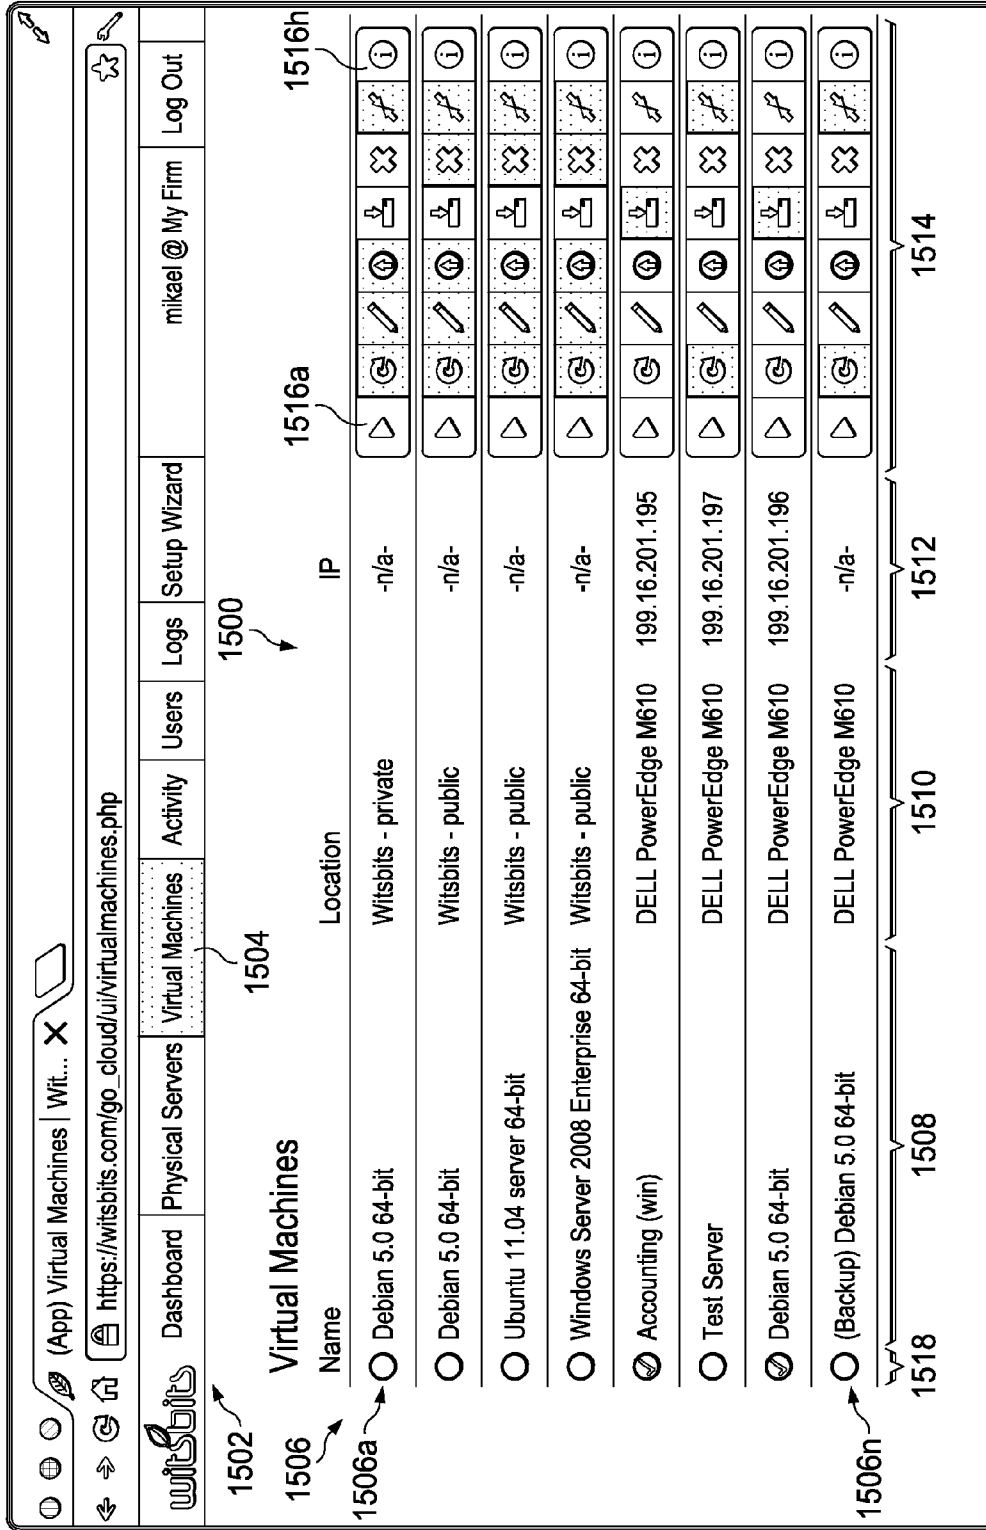 (App) Virtual Machines | Wit... X
https://witsbits.com/go_cloud/ui/virtualmachines.php
witsbits Dashboard Physical Servers Virtual Machines Activity Users Logs Setup Wizard mikael @ My Firm Log Out
1502
1504
1500
Virtual Machines
1506
1516a
1516h
Name Location IP
1506a
Debian 5.0 64-bit Witsbits - private -n/a-
Debian 5.0 64-bit Witsbits - public -n/a-
Ubuntu 11.04 server 64-bit Witsbits - public -n/a-
Windows Server 2008 Enterprise 64-bit Witsbits - public -n/a-
Accounting (win) DELL PowerEdge M610 199.16.201.195
Test Server DELL PowerEdge M610 199.16.201.197
Debian 5.0 64-bit DELL PowerEdge M610 199.16.201.196
(Backup) Debian 5.0 64-bit DELL PowerEdge M610 -n/a-
1506n
1518 1508 1510 1512 1514